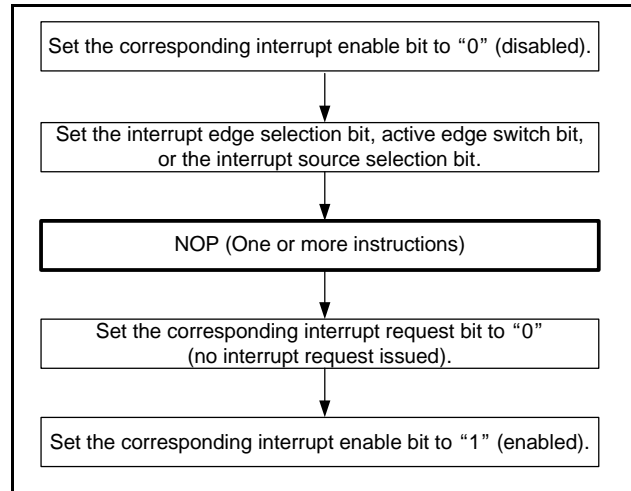 Set the corresponding interrupt enable bit to “0” (disabled).
Set the interrupt edge selection bit, active edge switch bit,
or the interrupt source selection bit.
NOP (One or more instructions)
Set the corresponding interrupt request bit to “0”
(no interrupt request issued).
Set the corresponding interrupt enable bit to “1” (enabled).